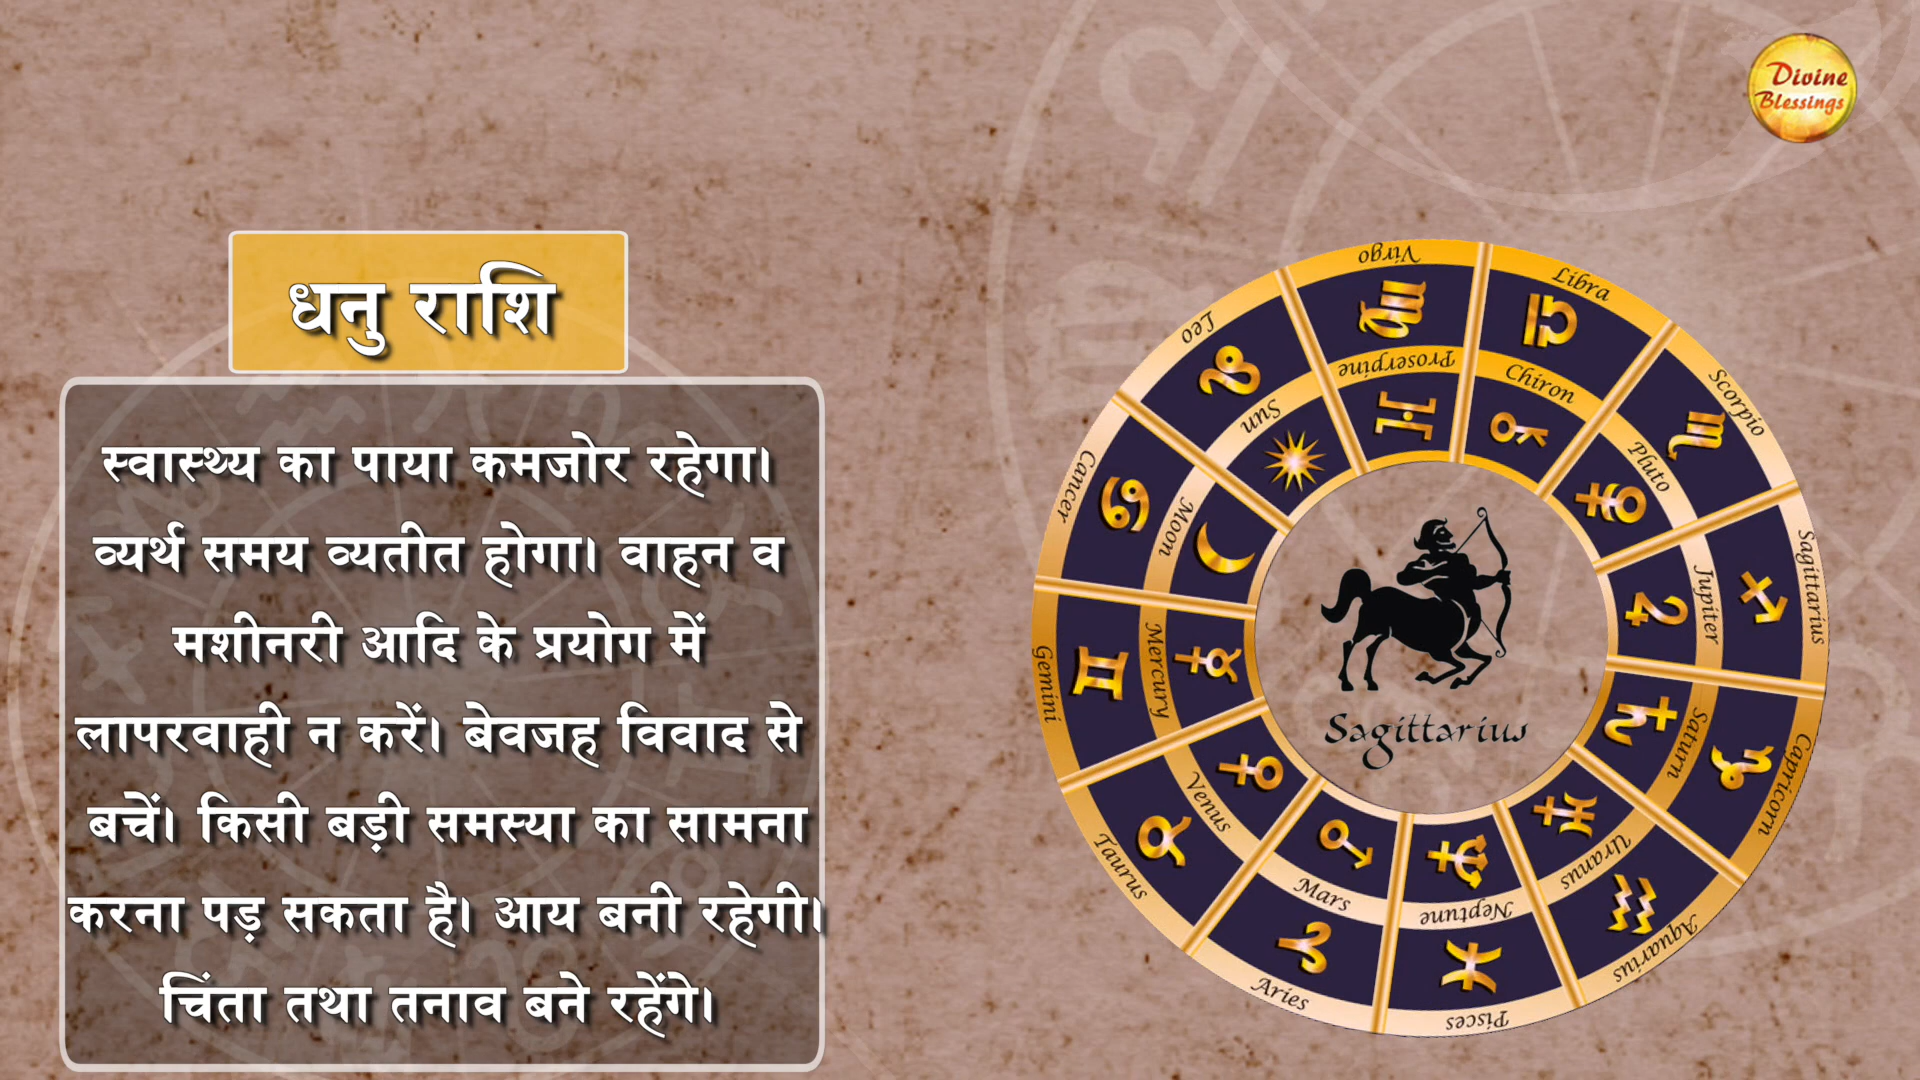 Divine
Blessings
धनु राशि
स्वास्थ्य का पाया कमजोर रहेगा।
व्यर्थ समय व्यतीत होगा। वाहन व
मशीनरी आदि के प्रयोग में
लापरवाही न करें। बेवजह विवाद से
बचें। किसी बड़ी समस्या का सामना
करना पड़ सकता है। आय बनी रहेगी।
चिंता तथा तनाव बने रहेंगे।
Virgo
Libra
Scorpio
Sagittarius
Capricorn
Aquarius
Pisces
Aries
Taurus
Gemini
Cancer
Leo
Proserpine
Chiron
Pluto
Jupiter
Saturn
Uranus
Neptune
Mars
Venus
Mercury
Moon
Sun
Sagittarius